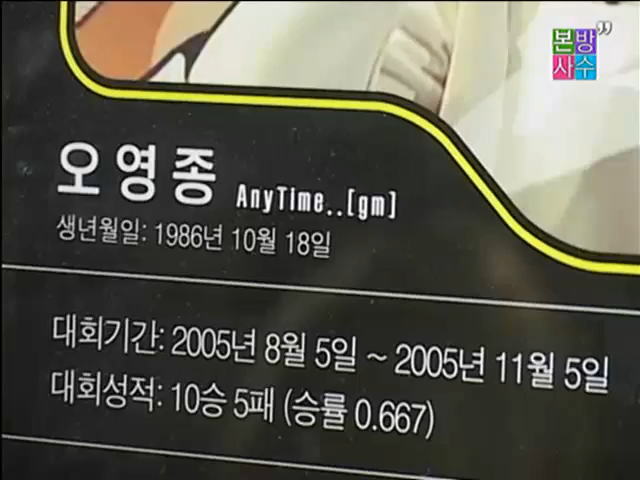 본방
사수”
오영종 AnyTime..[gm]
생년월일: 1986년 10월 18일
대회기간: 2005년 8월 5일 ~ 2005년 11월 5일
대회성적: 10승 5패 (승률 0.667)